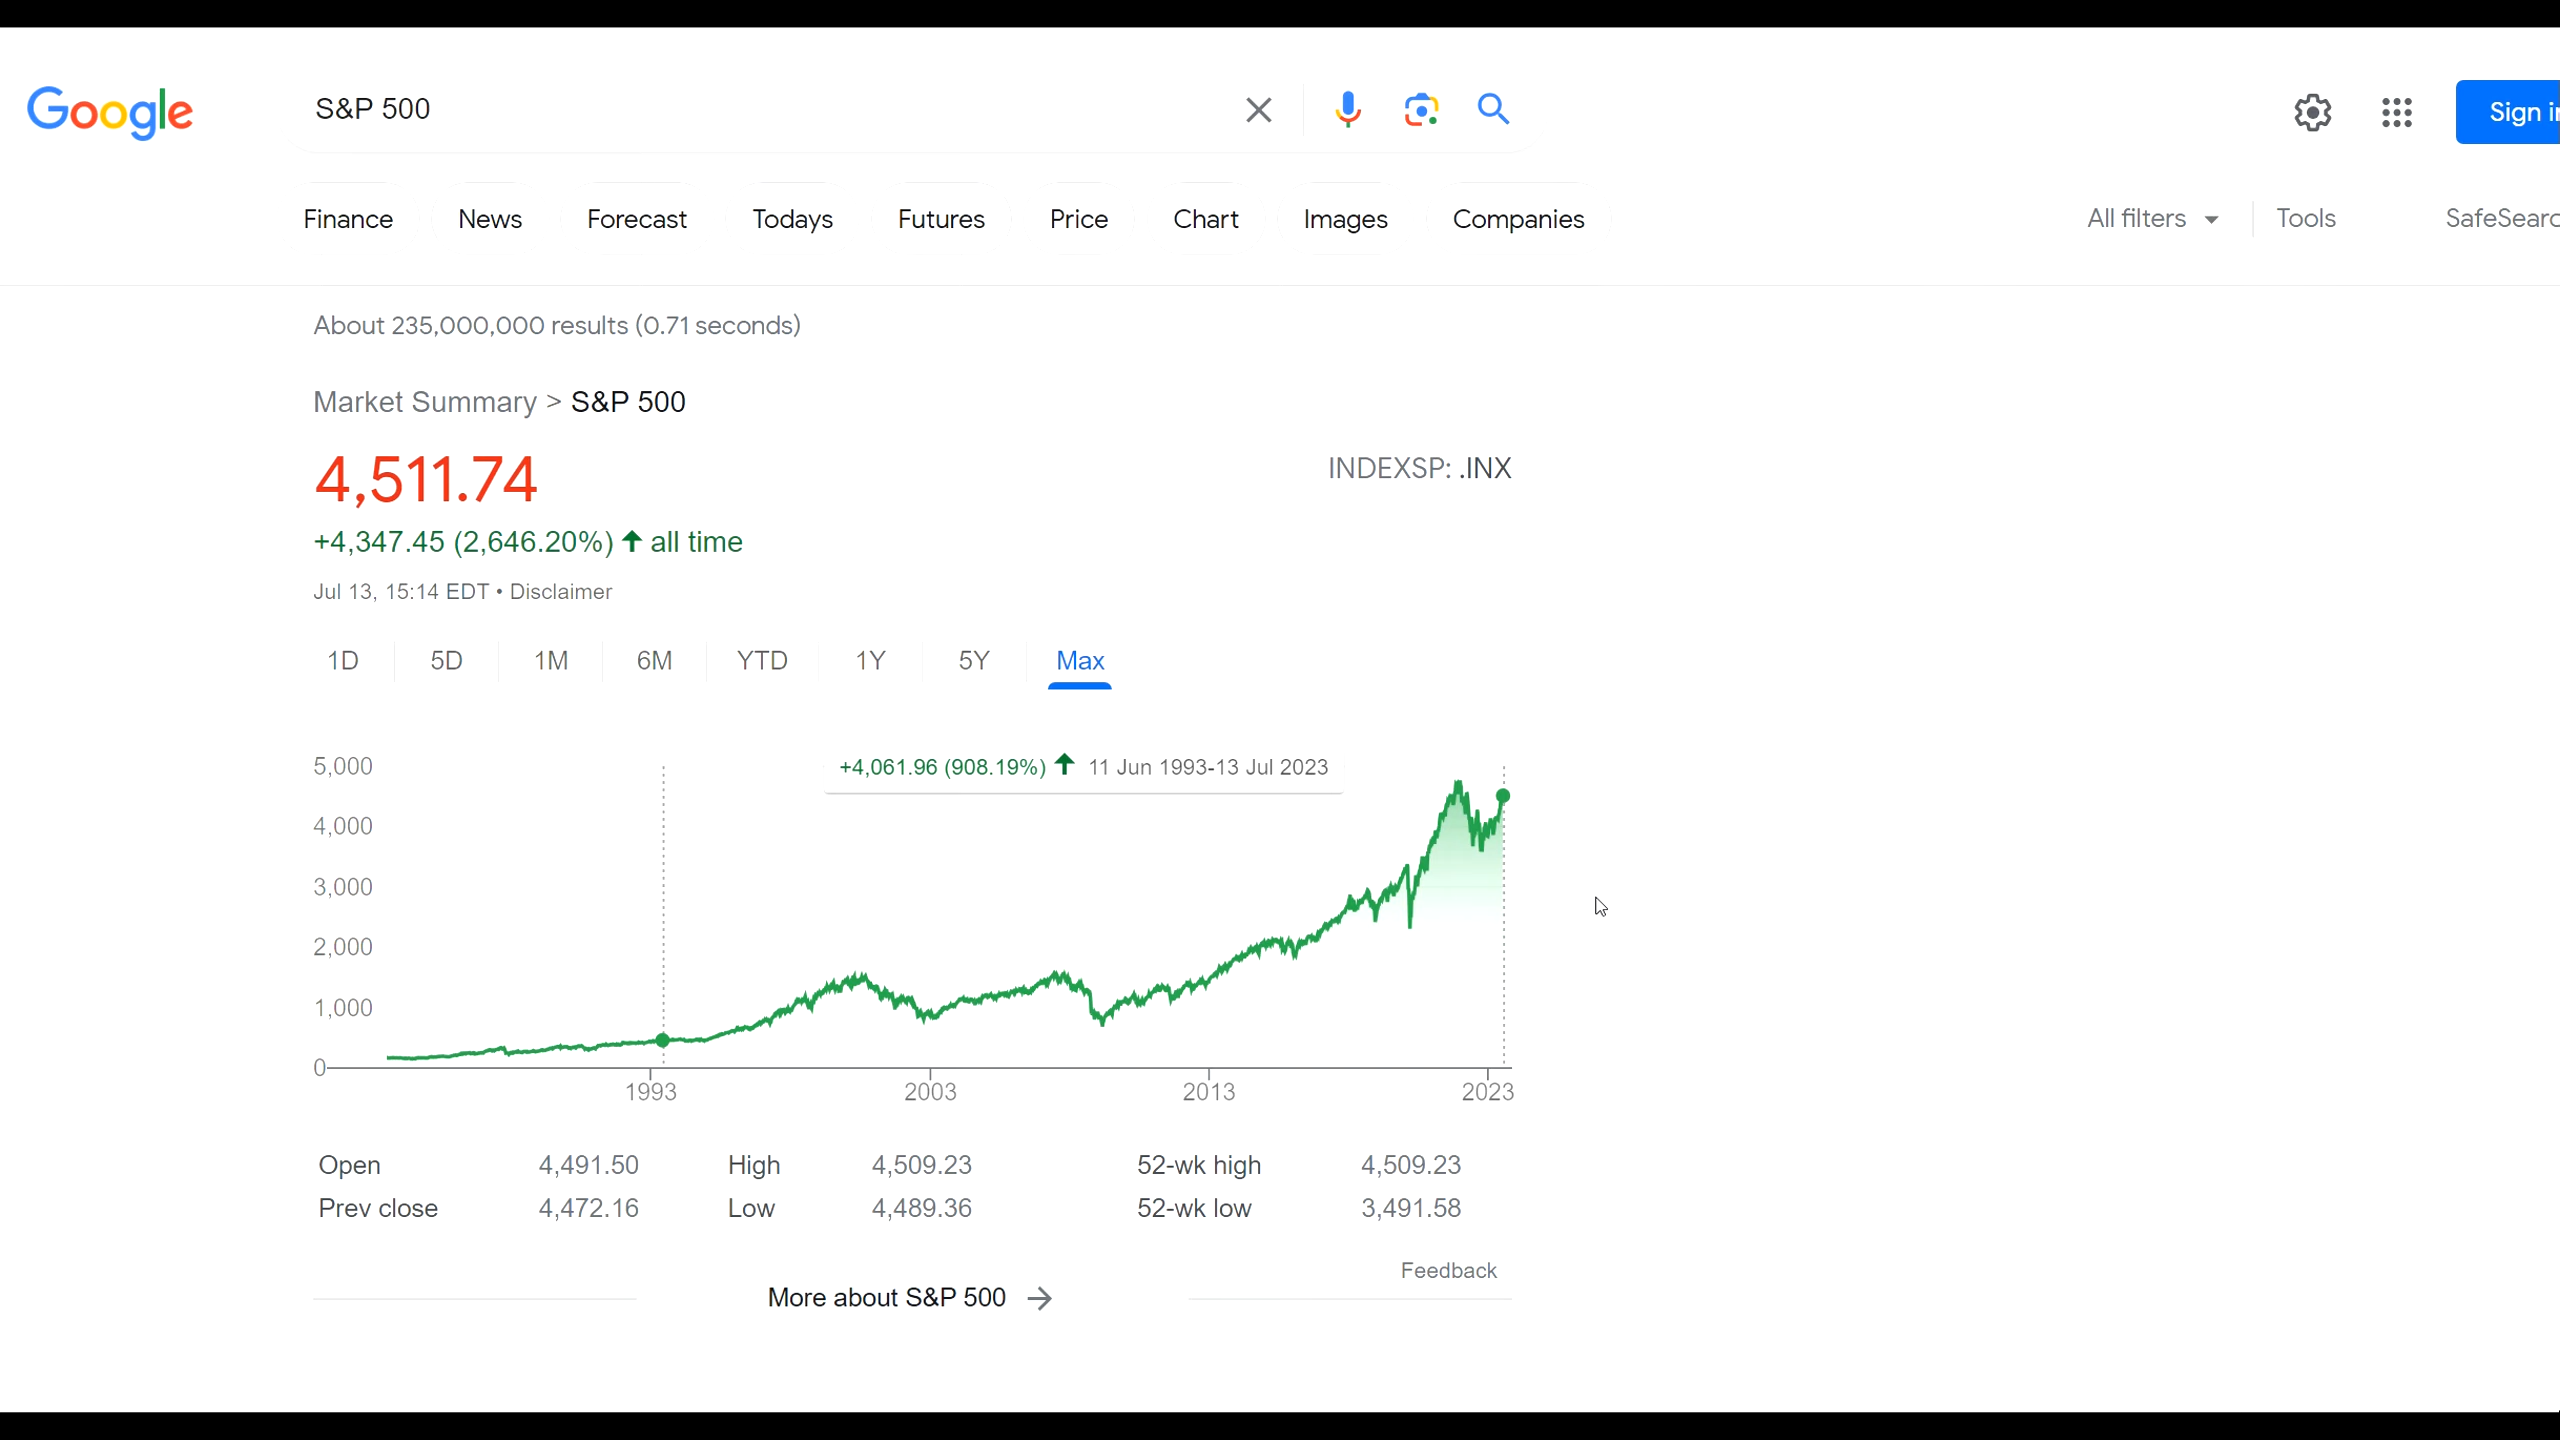 Google
S&P 500
Sign i
Finance News Forecast Todays Futures Price Chart Images Companies All filters Tools SafeSearc
About 235,000,000 results (0.71 seconds)
Market Summary > S&P 500
4,511.74
INDEXSP: .INX
+4,347.45 (2,646.20%) ↑ all time
Jul 13, 15:14 EDT • Disclaimer
1D 5D 1M 6M YTD 1Y 5Y Max
+4,061.96 (908.19%) ↑ 11 Jun 1993-13 Jul 2023
5,000
4,000
3,000
2,000
1,000
0
1993 2003 2013 2023
Open 4,491.50 High 4,509.23 52-wk high 4,509.23
Prev close 4,472.16 Low 4,489.36 52-wk low 3,491.58
Feedback
More about S&P 500 →